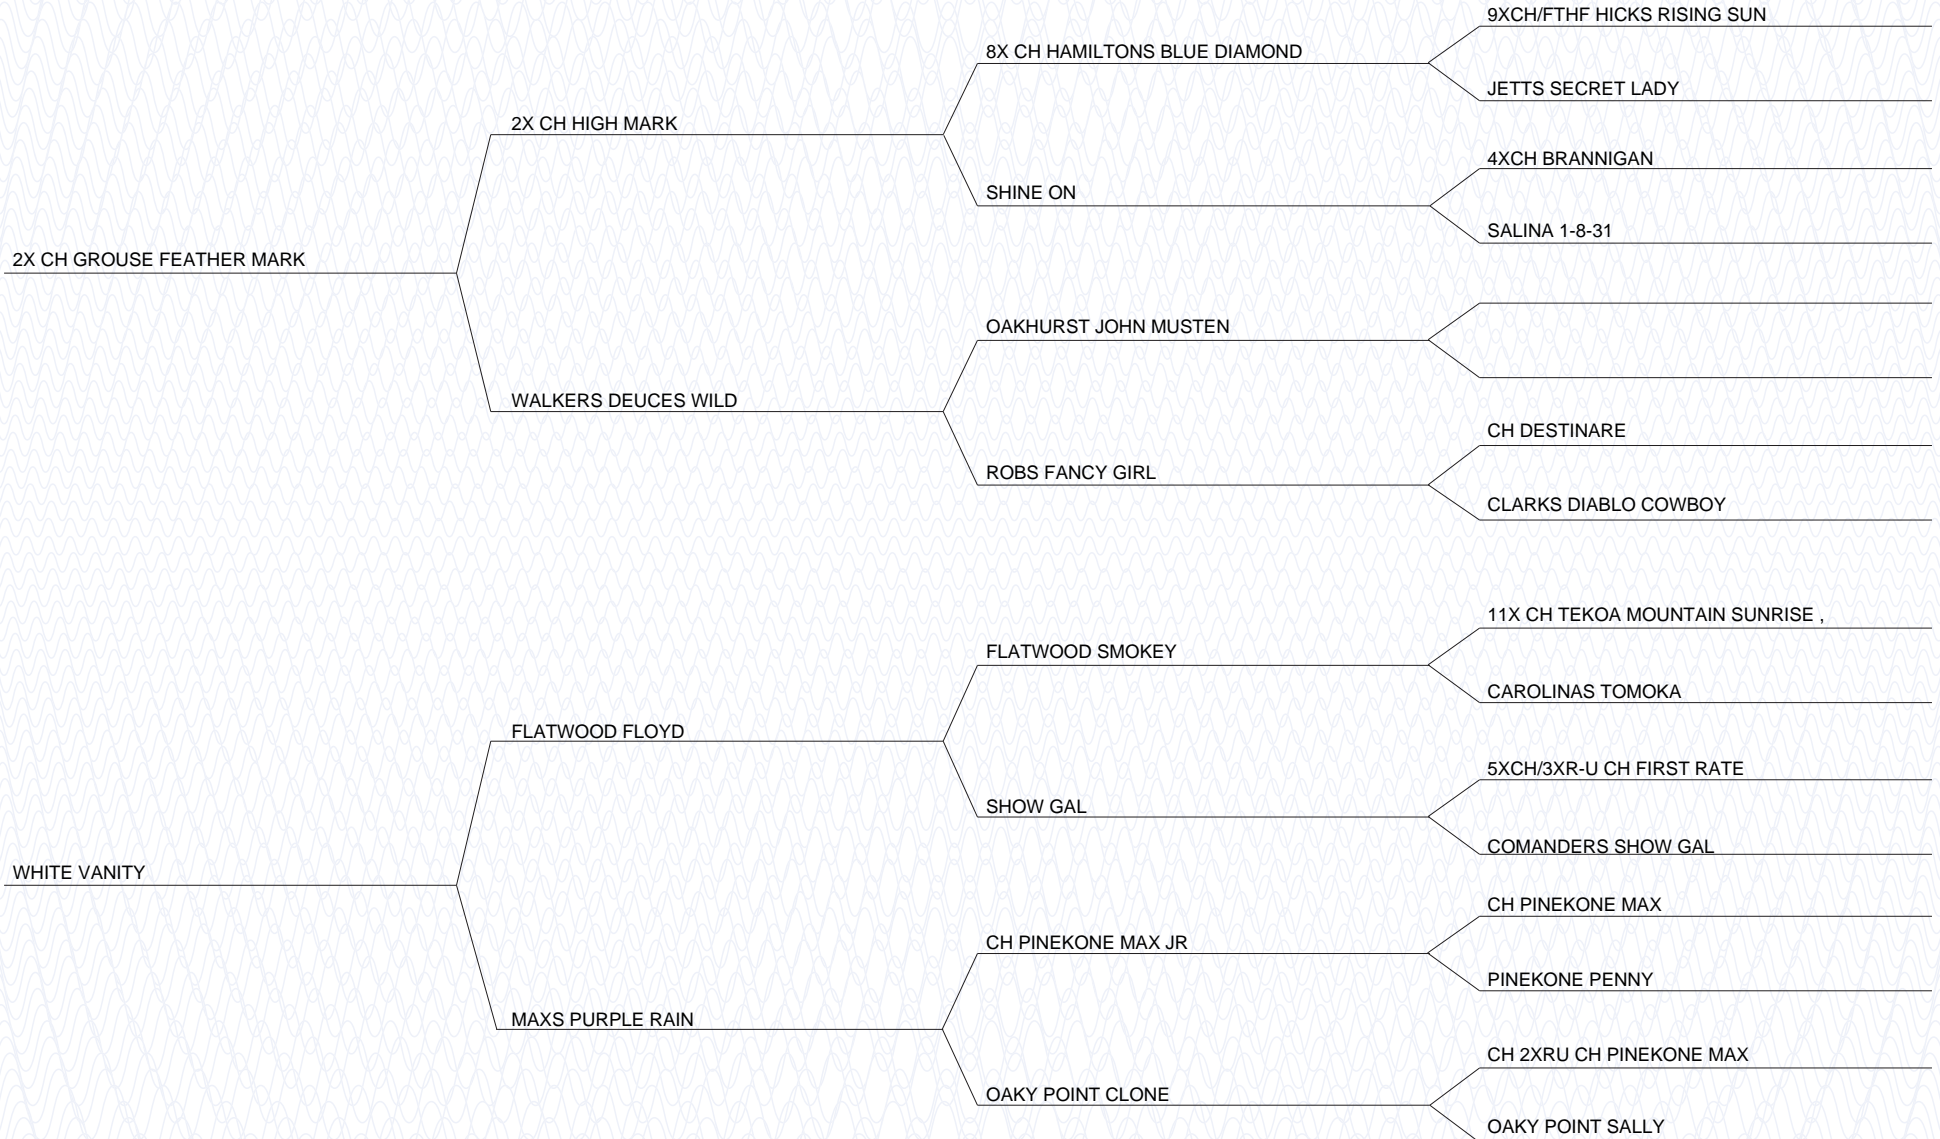 9XCH/FTHF HICKS RISING SUN
8X CH HAMILTONS BLUE DIAMOND
JETTS SECRET LADY
2X CH HIGH MARK
4XCH BRANNIGAN
SHINE ON
SALINA 1-8-31
2X CH GROUSE FEATHER MARK
OAKHURST JOHN MUSTEN
WALKERS DEUCES WILD
CH DESTINARE
ROBS FANCY GIRL
CLARKS DIABLO COWBOY
11X CH TEKOA MOUNTAIN SUNRISE ,
FLATWOOD SMOKEY
CAROLINAS TOMOKA
FLATWOOD FLOYD
5XCH/3XR-U CH FIRST RATE
SHOW GAL
COMANDERS SHOW GAL
WHITE VANITY
CH PINEKONE MAX
CH PINEKONE MAX JR
PINEKONE PENNY
MAXS PURPLE RAIN
CH 2XRU CH PINEKONE MAX
OAKY POINT CLONE
OAKY POINT SALLY